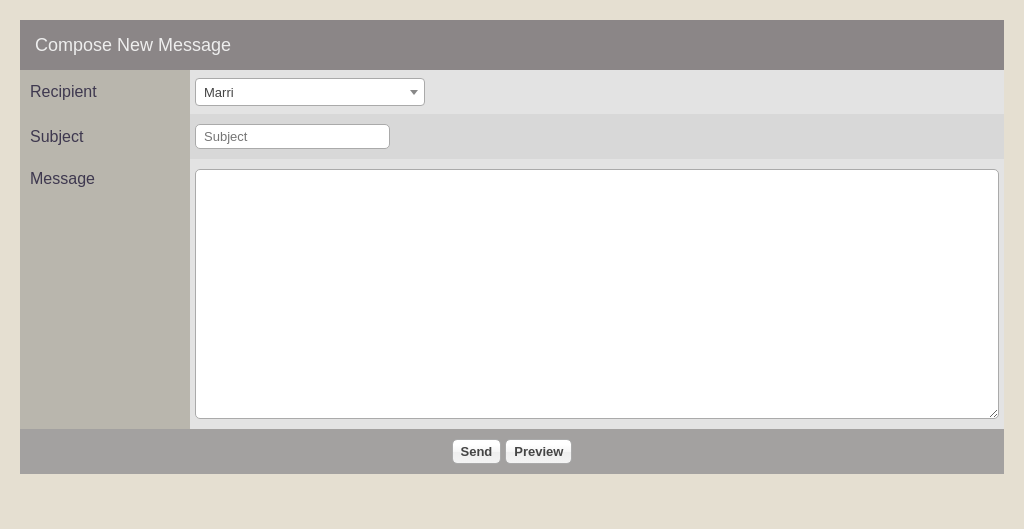 Compose New Message
Recipient
Marri
Subject
Subject
Message
Send
Preview